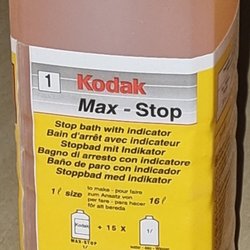 1
Kodak
Max - Stop
Stop bath with indicator
Bain d'arrêt avec indicateur
Stopbad mit Indikator
Bagno di arresto con indicatore
Baño de paro con indicador
Stoppbad med indikator
1 l size
to make - pour faire
zum Ansatz von
per fare - para hacer
för att bereda
16 l
Kodak
MAX-STOP
+ 15 X
1 l